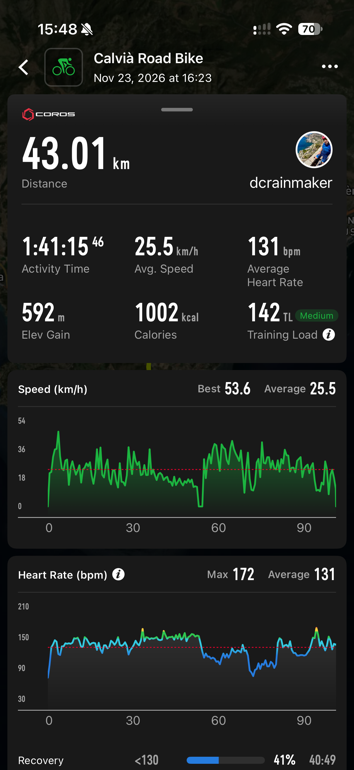 15:48 70
Calvià Road Bike
Nov 23, 2026 at 16:23
COROS
43.01 km
Distance
dcrainmaker
1:41:15 46
25.5 km/h
131 bpm
Activity Time
Avg. Speed
Average
Heart Rate
592 m
1002 kcal
142 TL Medium
Elev Gain
Calories
Training Load i
Speed (km/h) Best 53.6 Average 25.5
54
36
18
0
0 30 60 90
Heart Rate (bpm) i Max 172 Average 131
210
150
90
30
0 30 60 90
Recovery <130 41% 40:49